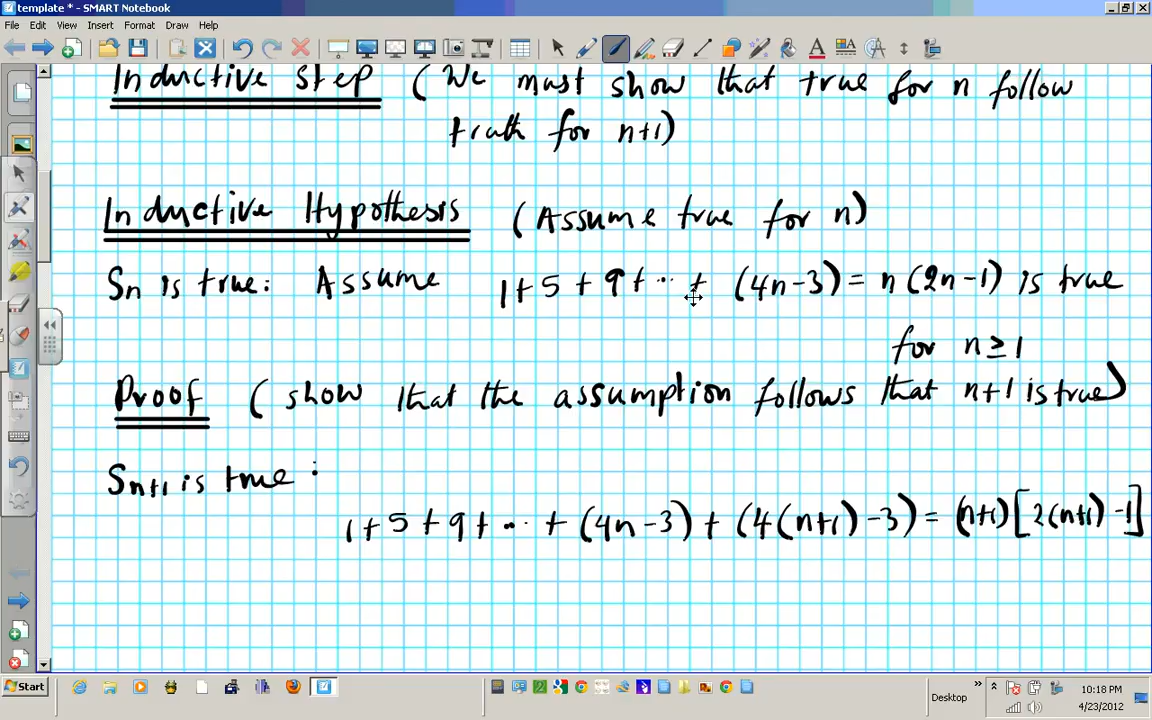 template * - SMART Notebook
File Edit View Insert Format Draw Help
Inductive Step (We must show that true for n follow
truth for n+1)
Inductive Hypothesis (Assume true for n)
Sn is true: Assume 1+5+9+...+ (4n-3) = n(2n-1) is true
for n ≥ 1
Proof (show that the assumption follows that n+1 is true)
Sn+1 is true :
1+5+9+...+(4n-3)+(4(n+1)-3) = (n+1)[2(n+1)-1]
Start
Desktop
»
10:18 PM
4/23/2012